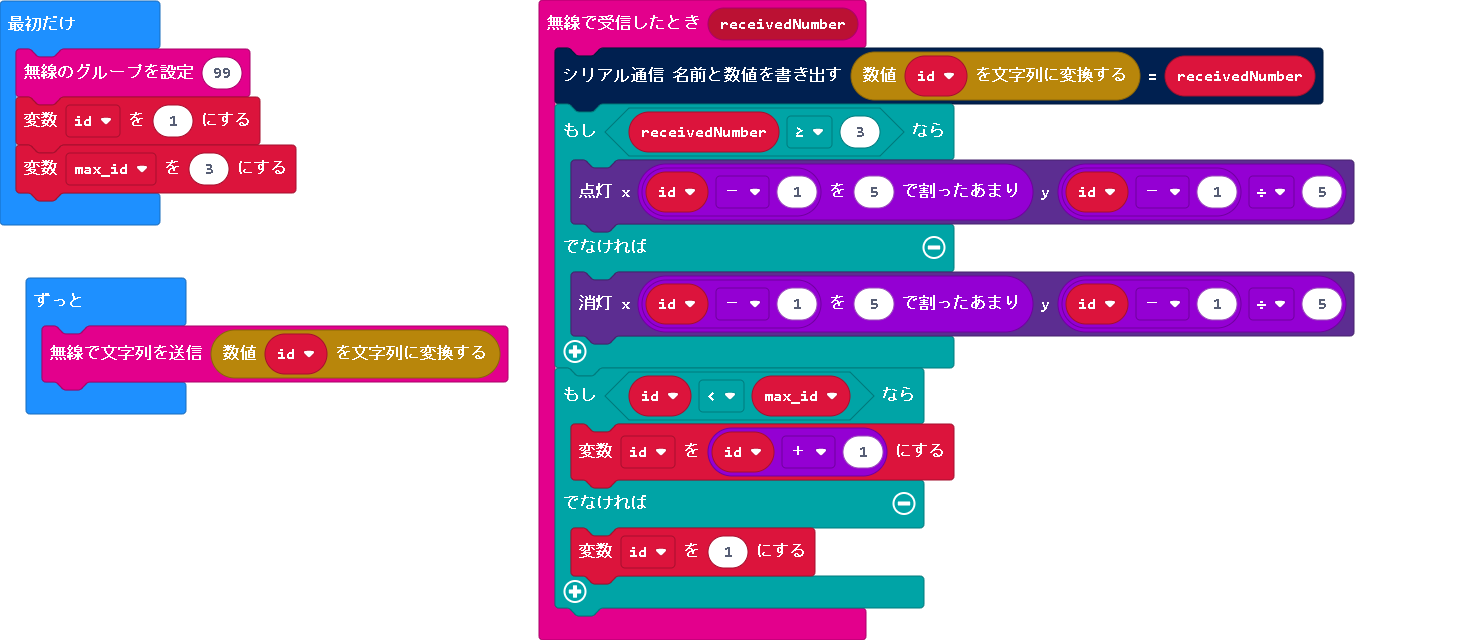 最初だけ
無線のグループを設定 99
変数 id を 1 にする
変数 max_id を 3 にする
ずっと
無線で文字列を送信 数値 id を文字列に変換する
無線で受信したとき receivedNumber
シリアル通信 名前と数値を書き出す 数値 id を文字列に変換する = receivedNumber
もし receivedNumber ≥ 3 なら
点灯 x id - 1 を 5 で割ったあまり y id - 1 ÷ 5
でなければ
消灯 x id - 1 を 5 で割ったあまり y id - 1 ÷ 5
もし id < max_id なら
変数 id を id + 1 にする
でなければ
変数 id を 1 にする